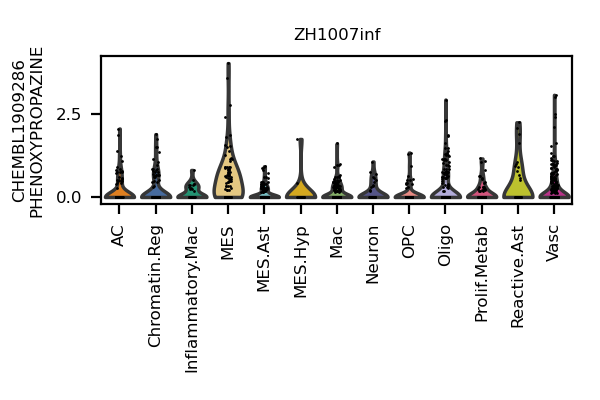 ZH1007inf
CHEMBL1909286
PHENOXYPROPAZINE
2.5
0.0
AC
Chromatin.Reg
Inflammatory.Mac
MES
MES.Ast
MES.Hyp
Mac
Neuron
OPC
Oligo
Prolif.Metab
Reactive.Ast
Vasc